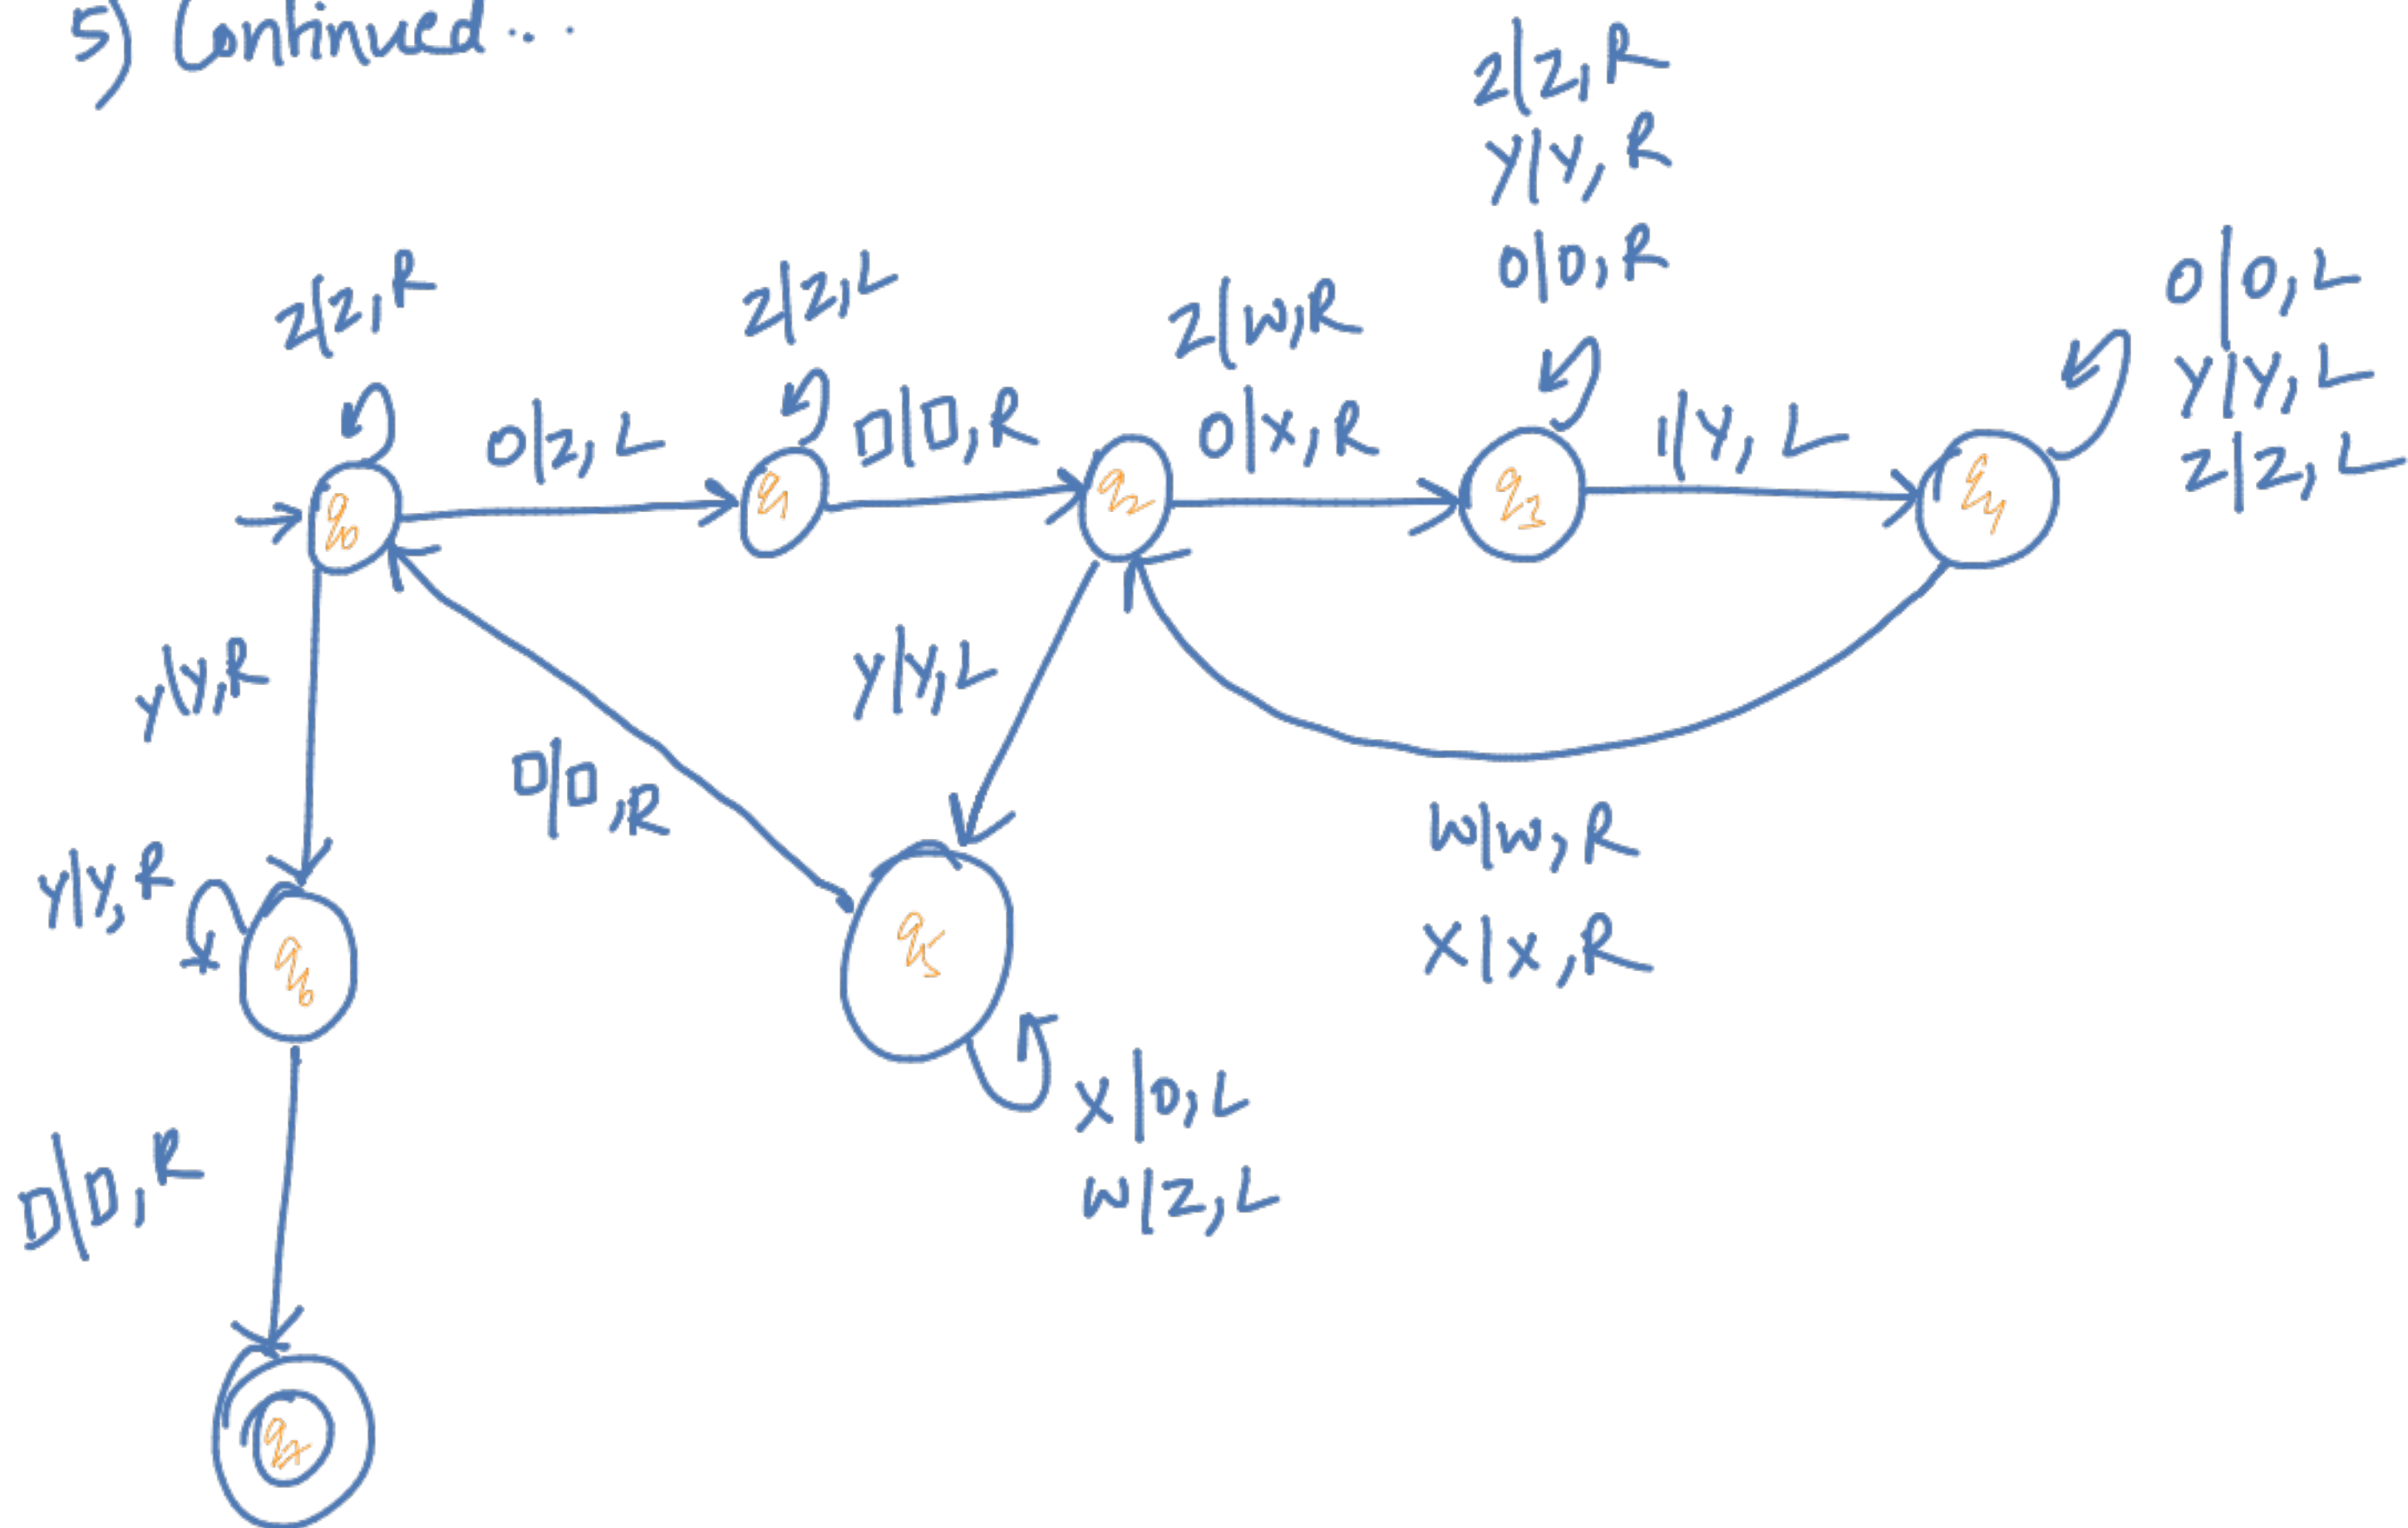 5) Continued...
z|z, R
Y|Y, R
0|0, R
z|z, R
z|z, L
z|w, R
0|0, L
Y|Y, L
z|z, L
0|z, L
□|□, R
0|x, R
1|Y, L
q0
q1
q2
q3
q4
Y|Y, R
Y|Y, L
□|□, R
w|w, R
x|x, R
Y|Y, R
q6
q5
x|0, L
w|z, L
□|□, R
q7